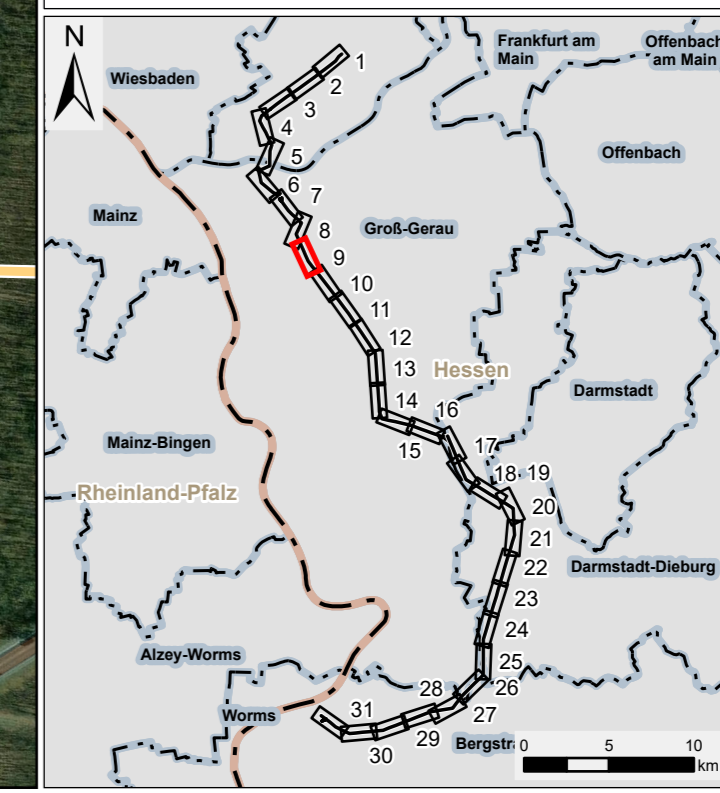 N
Wiesbaden
Frankfurt am
Main
Offenbach
am Main
1
2
3
4
5
6
7
8
9
10
11
12
13
14
15
16
17
18
19
20
21
22
23
24
25
26
27
28
29
30
31
Offenbach
Mainz
Groß-Gerau
Hessen
Darmstadt
Mainz-Bingen
Rheinland-Pfalz
Darmstadt-Dieburg
Alzey-Worms
Worms
Bergstra
0 5 10
km